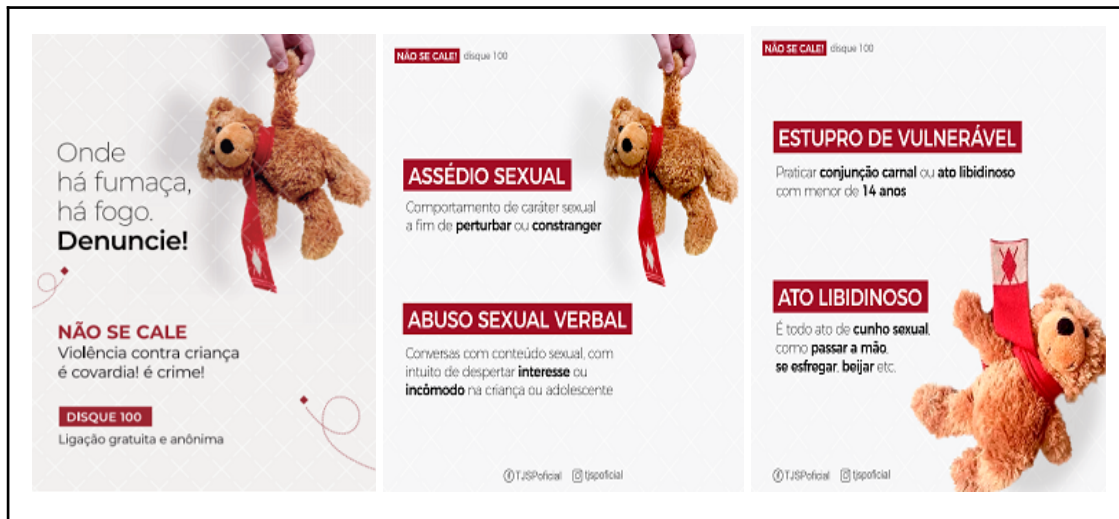 Onde
há fumaça,
há fogo.
Denuncie!
NÃO SE CALE
Violência contra criança
é covardia! é crime!
DISQUE 100
Ligação gratuita e anônima
NÃO SE CALE! disque 100
ASSÉDIO SEXUAL
Comportamento de caráter sexual
a fim de perturbar ou constranger
ABUSO SEXUAL VERBAL
Conversas com conteúdo sexual, com
intuito de despertar interesse ou
incômodo na criança ou adolescente
TJSPoficial tjspoficial
NÃO SE CALE! disque 100
ESTUPRO DE VULNERÁVEL
Praticar conjunção carnal ou ato libidinoso
com menor de 14 anos
ATO LIBIDINOSO
É todo ato de cunho sexual,
como passar a mão,
se esfregar, beijar etc.
TJSPoficial tjspoficial